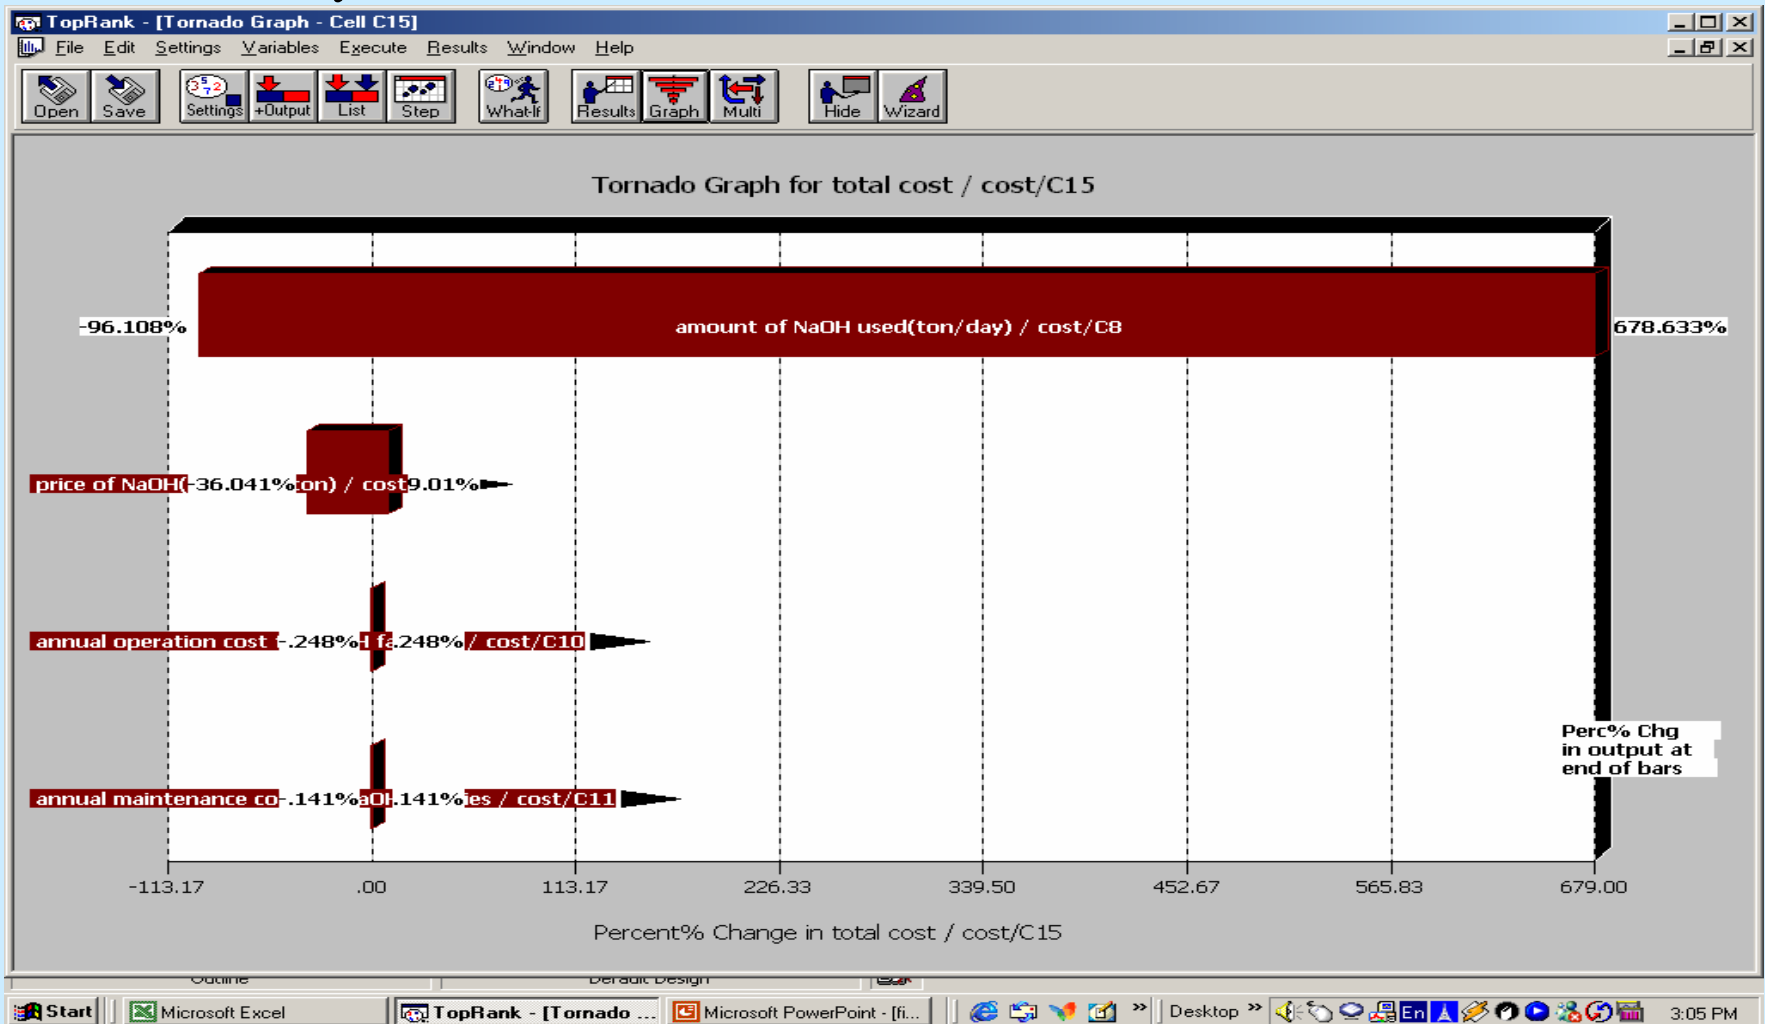 TopRank - [Tornado Graph - Cell C15]
File Edit Settings Variables Execute Results Window Help
Open Save Settings +Output List Step What-If Results Graph Multi Hide Wizard
Tornado Graph for total cost / cost/C15
-96.108% amount of NaOH used(ton/day) / cost/C8 678.633%
price of NaOH( -36.041% on) / cost 9.01%
annual operation cost -.248% .248% / cost/C10
annual maintenance co -.141% .141% ies / cost/C11
Perc% Chg
in output at
end of bars
-113.17 .00 113.17 226.33 339.50 452.67 565.83 679.00
Percent% Change in total cost / cost/C15
Outline Default Design
Start Microsoft Excel TopRank - [Tornado ... Microsoft PowerPoint - [fi... » Desktop » En 3:05 PM